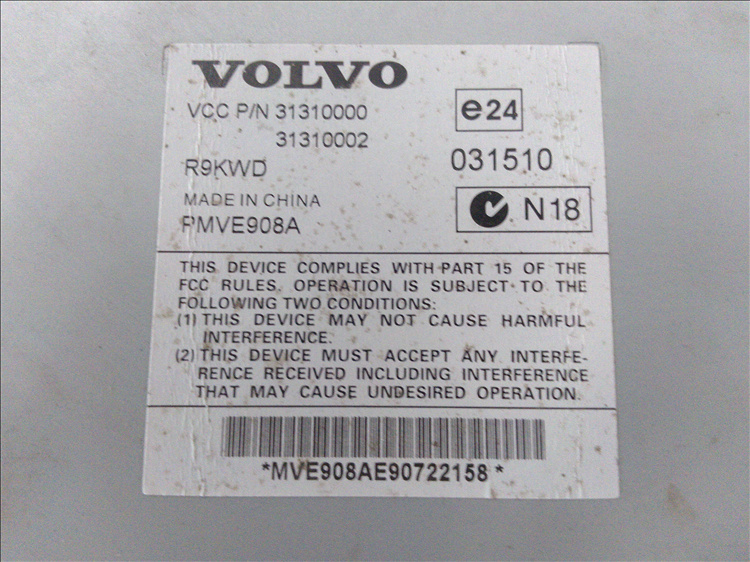 VOLVO
VCC P/N 31310000
31310002
e24
R9KWD
031510
MADE IN CHINA
PMVE908A
N18
THIS DEVICE COMPLIES WITH PART 15 OF THE
FCC RULES. OPERATION IS SUBJECT TO THE
FOLLOWING TWO CONDITIONS:
(1) THIS DEVICE MAY NOT CAUSE HARMFUL
INTERFERENCE.
(2) THIS DEVICE MUST ACCEPT ANY INTERFE-
RENCE RECEIVED INCLUDING INTERFERENCE
THAT MAY CAUSE UNDESIRED OPERATION.
*MVE908AE90722158*